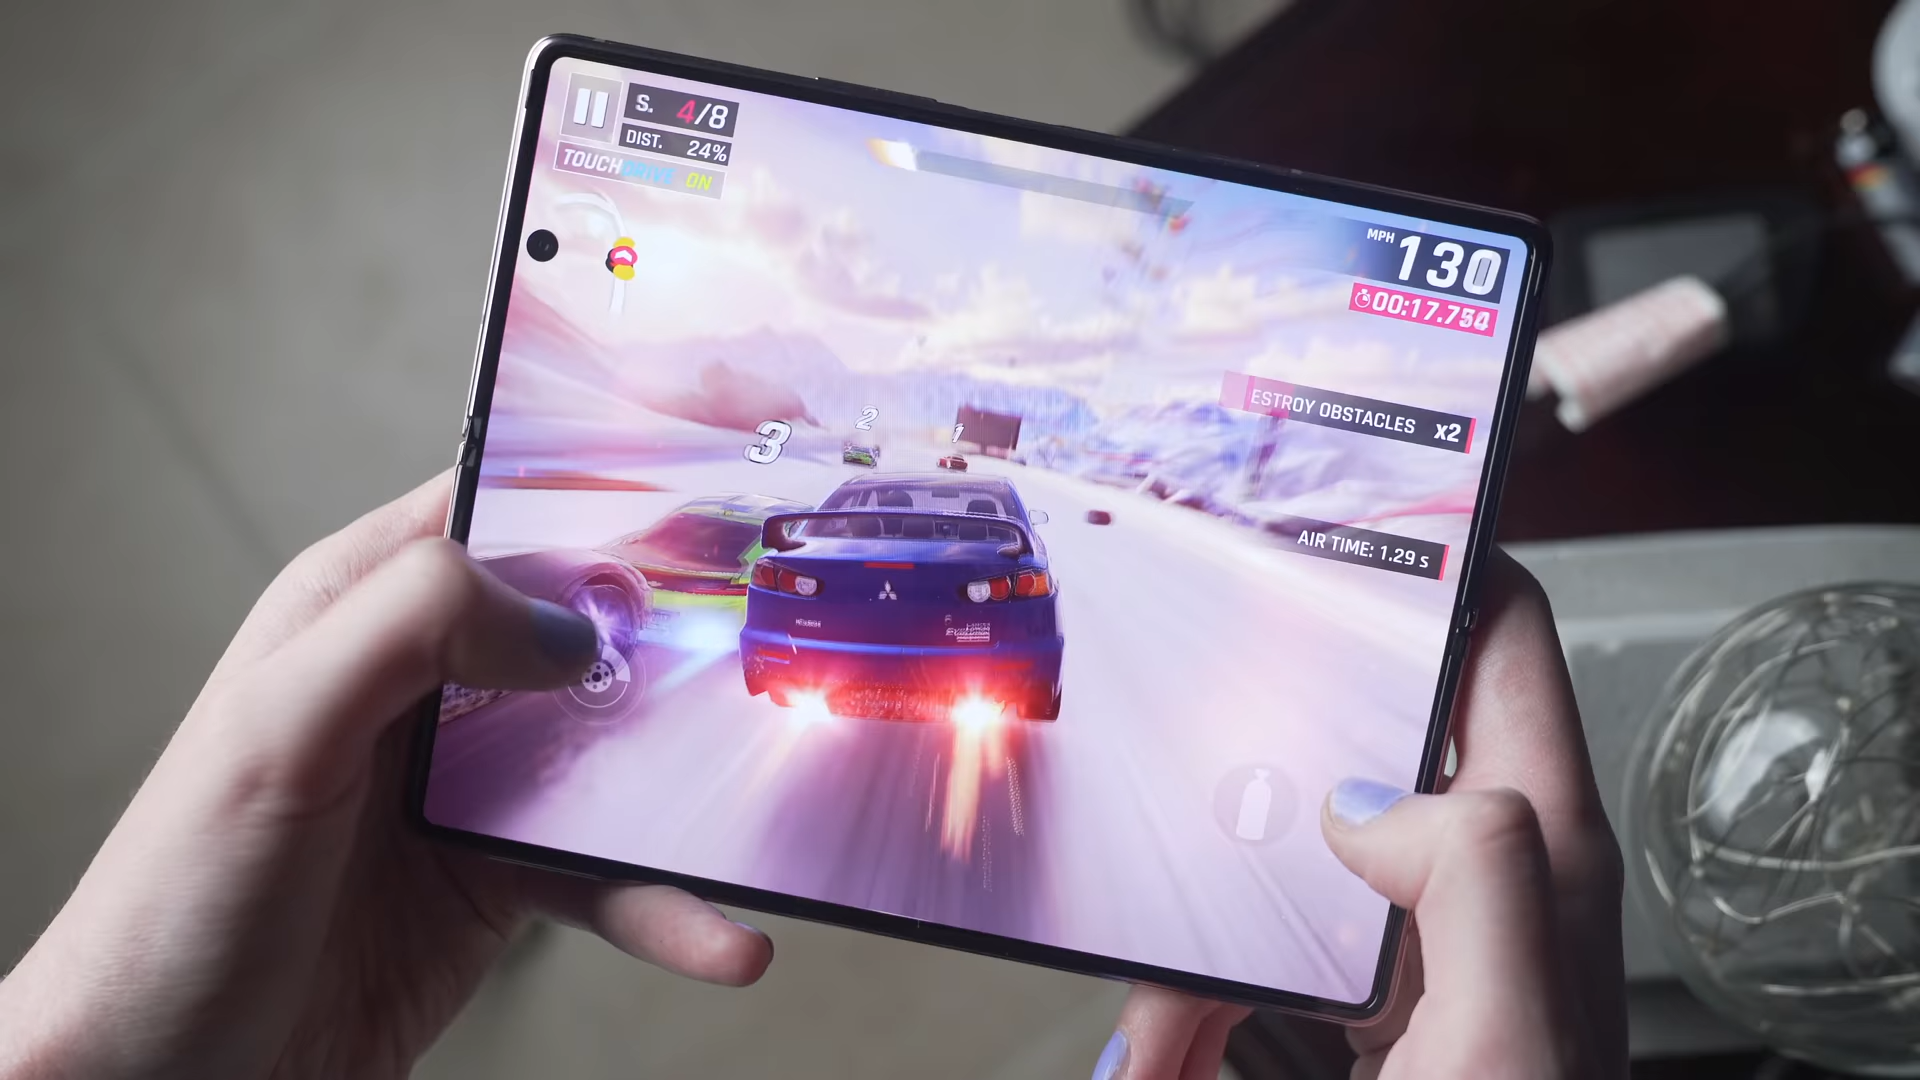 S. 4/8
DIST. 24%
TOUCHDRIVE ON
MPH 130
00:17.7
ESTROY OBSTACLES x2
3
2
1
AIR TIME: 1.29 s